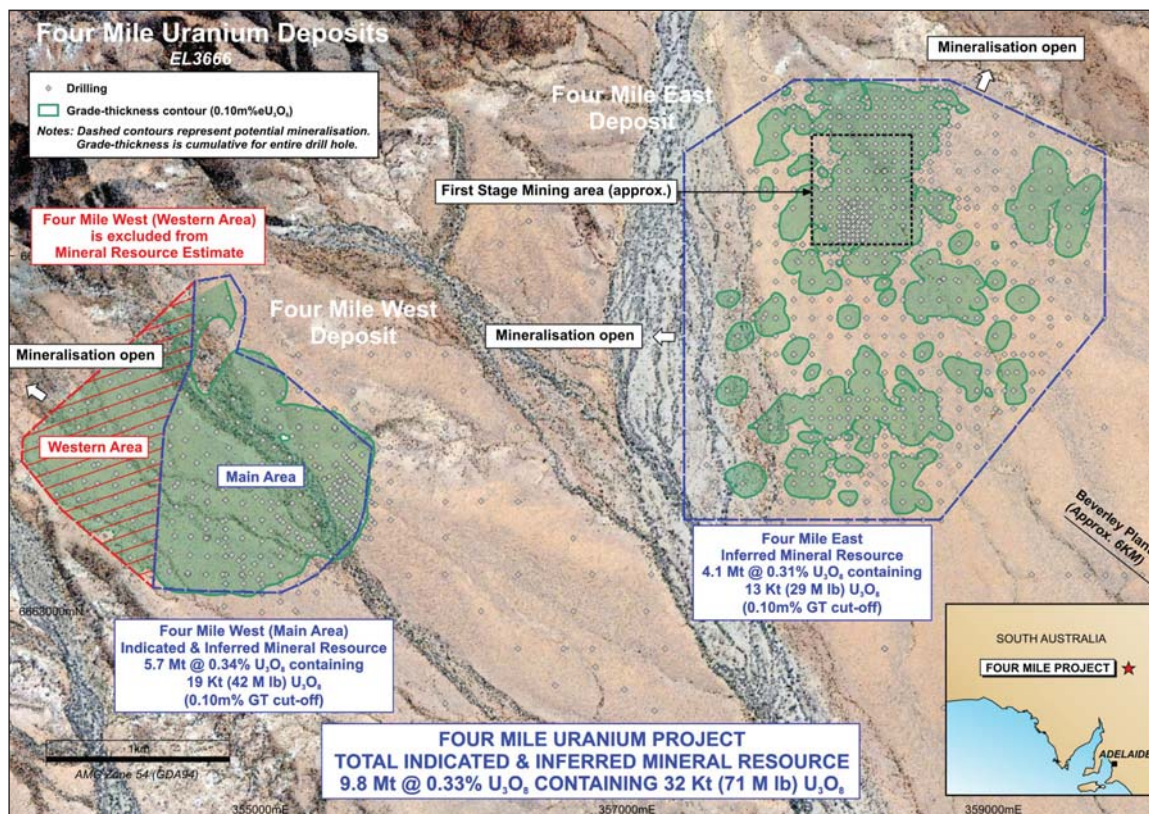 Four Mile Uranium Deposits
EL3666
Drilling
Grade-thickness contour (0.10m%eU₃O₈)
Notes: Dashed contours represent potential mineralisation.
Grade-thickness is cumulative for entire drill hole.
Mineralisation open
Four Mile East
Deposit
First Stage Mining area (approx.)
Four Mile West (Western Area)
is excluded from
Mineral Resource Estimate
Four Mile West
Deposit
Mineralisation open
Mineralisation open
Western Area
Main Area
Beverley Plant
(Approx. 6KM)
Four Mile East
Inferred Mineral Resource
4.1 Mt @ 0.31% U₃O₈ containing
13 Kt (29 M lb) U₃O₈
(0.10m% GT cut-off)
6663000mN
Four Mile West (Main Area)
Indicated & Inferred Mineral Resource
5.7 Mt @ 0.34% U₃O₈ containing
19 Kt (42 M lb) U₃O₈
(0.10m% GT cut-off)
SOUTH AUSTRALIA
FOUR MILE PROJECT
ADELAIDE
1km
AMG Zone 54 (GDA94)
FOUR MILE URANIUM PROJECT
TOTAL INDICATED & INFERRED MINERAL RESOURCE
9.8 Mt @ 0.33% U₃O₈ CONTAINING 32 Kt (71 M lb) U₃O₈
355000mE
357000mE
359000mE